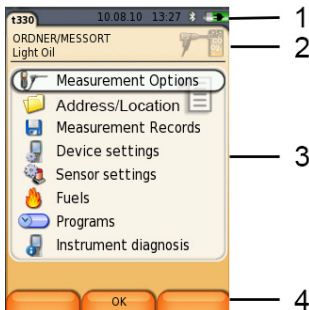 t330 10.08.10 13:27 1
ORDNER/MESSORT 2
Light Oil
Measurement Options
Address/Location
Measurement Records
Device settings 3
Sensor settings
Fuels
Programs
Instrument diagnosis
OK 4